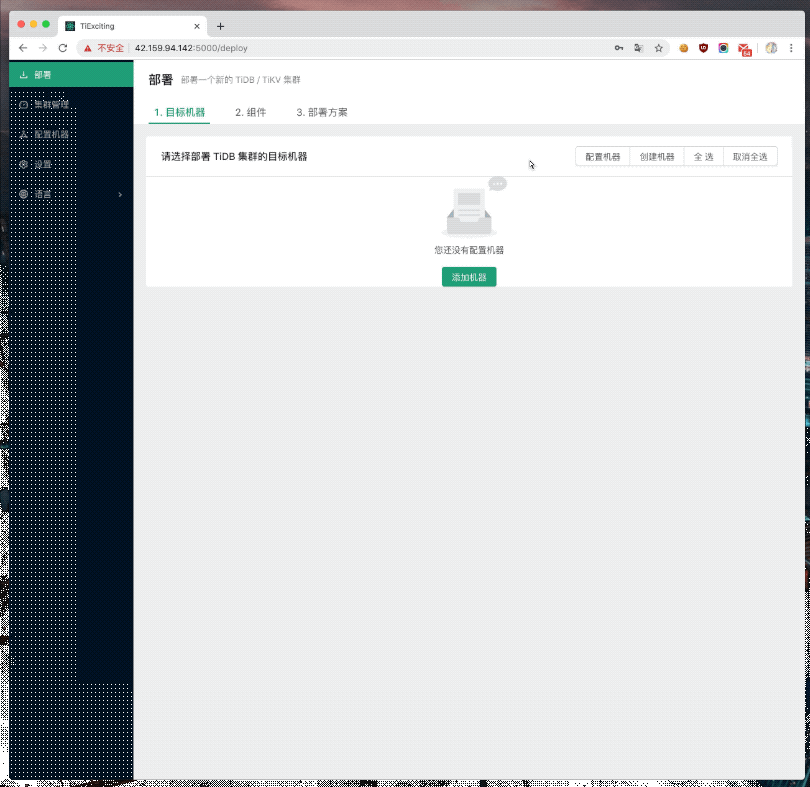 TiExciting
不安全 42.159.94.142:5000/deploy
84
部署
集群管理
配置机器
设置
语言
部署 部署一个新的 TiDB / TiKV 集群
1. 目标机器 2. 组件 3. 部署方案
请选择部署 TiDB 集群的目标机器
配置机器 创建机器 全 选 取消全选
您还没有配置机器
添加机器